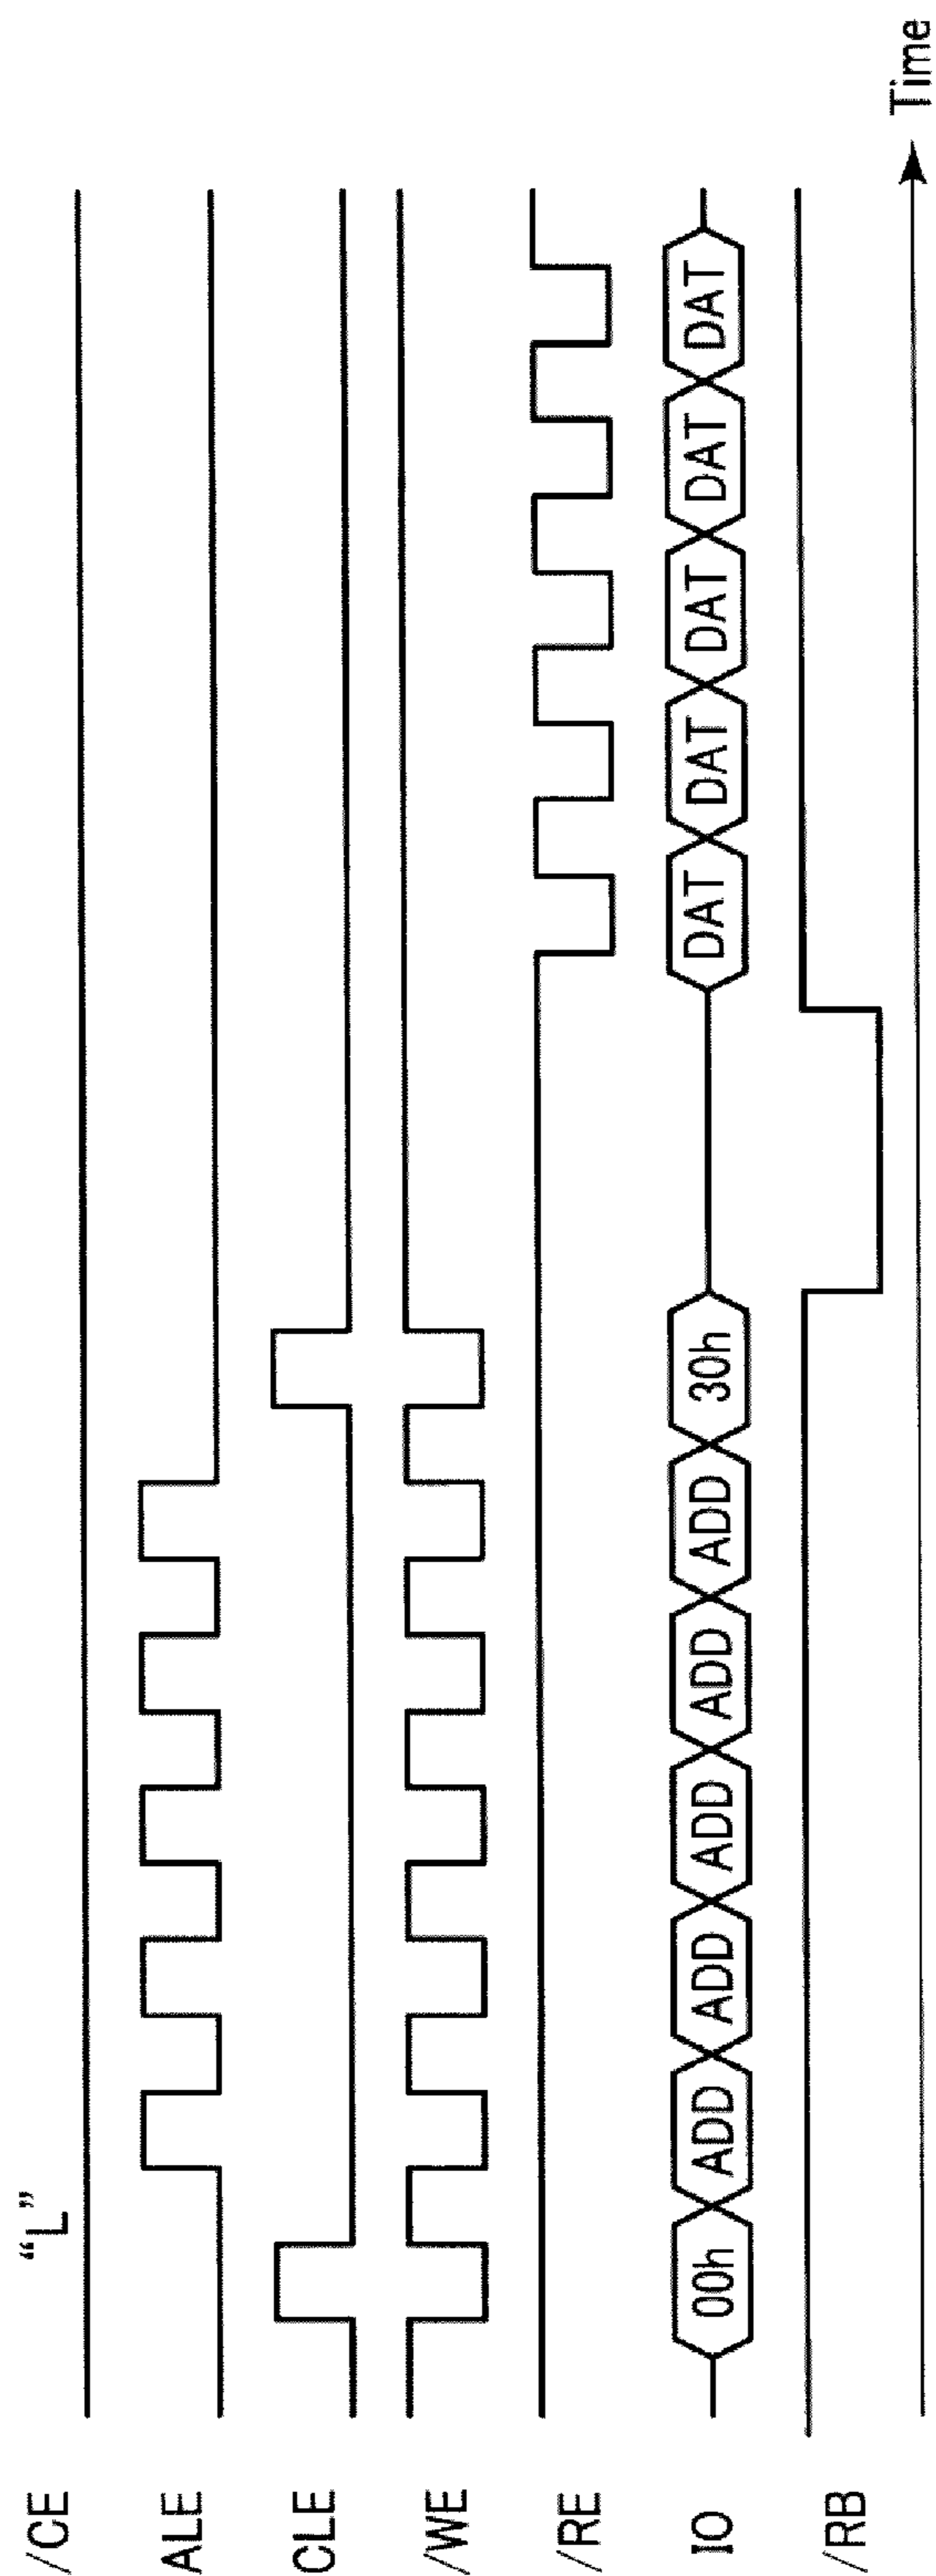 /CE “L”
ALE
CLE
/WE
/RE
IO 00h ADD ADD ADD ADD ADD 30h DAT DAT DAT DAT DAT
/RB
Time